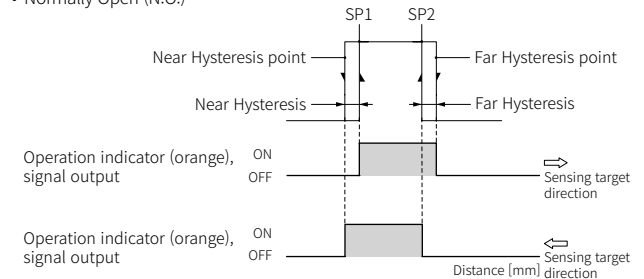 • Normally Open (N.O.)
SP1 SP2
Near Hysteresis point Far Hysteresis point
Near Hysteresis Far Hysteresis
Operation indicator (orange), ON
signal output OFF
Sensing target
direction
Operation indicator (orange), ON
signal output OFF
Sensing target
Distance [mm] direction